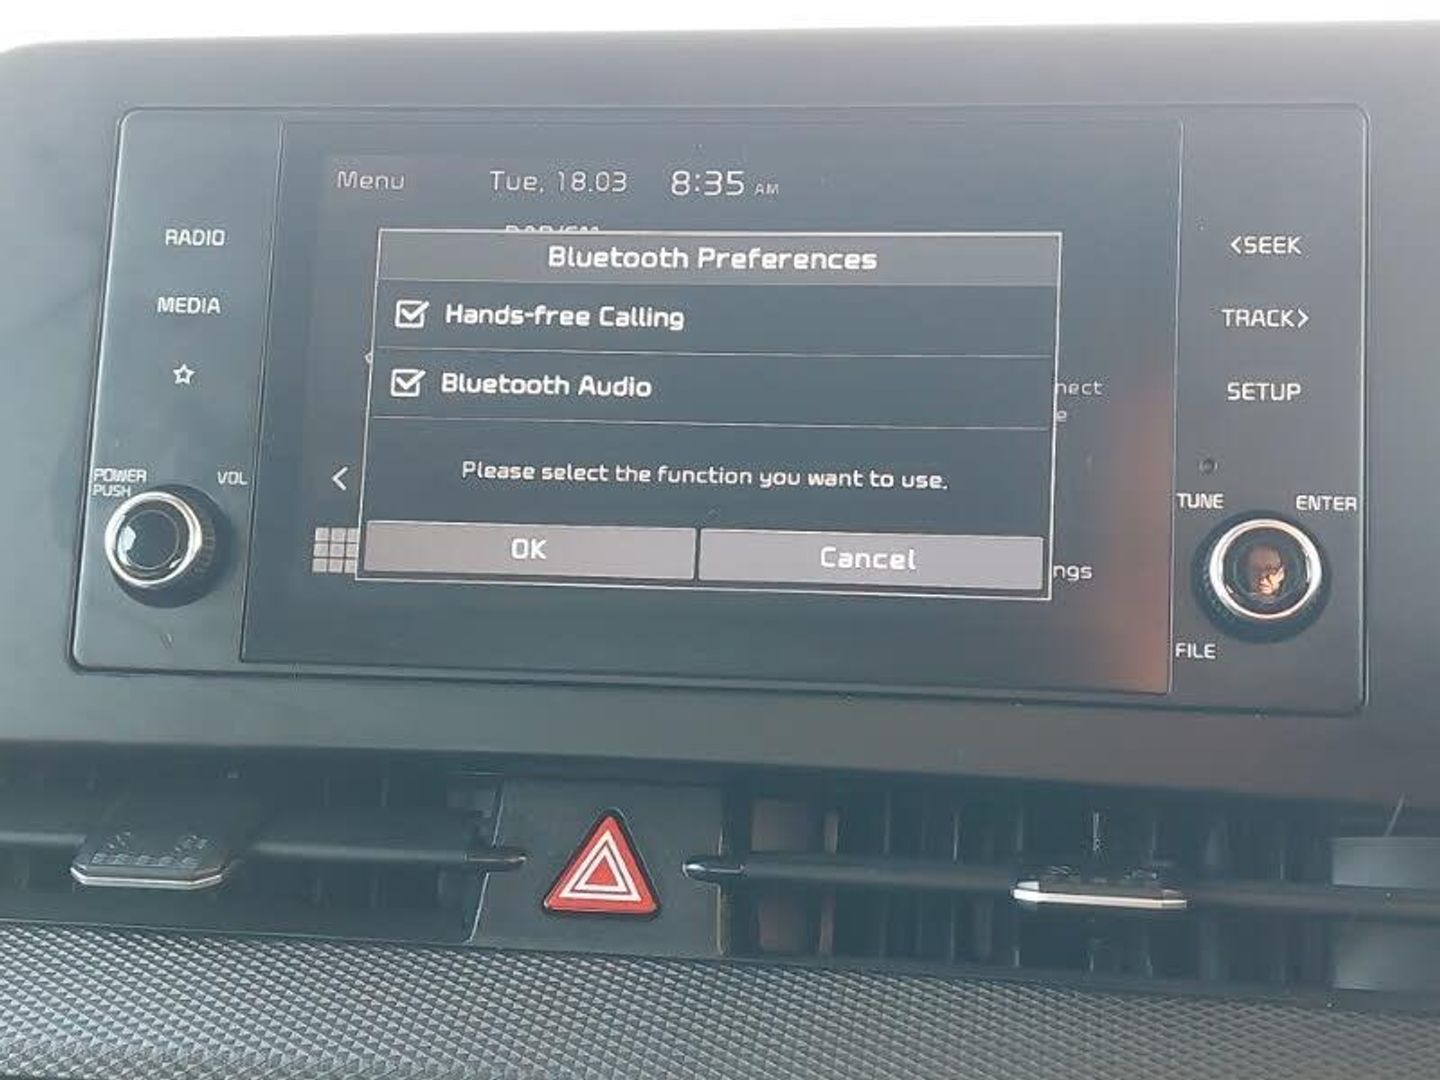 Menu Tue, 18.03 8:35 AM
RADIO
MEDIA
POWER
PUSH
VOL
Bluetooth Preferences
Hands-free Calling
Bluetooth Audio
Please select the function you want to use.
OK
Cancel
<
<SEEK
TRACK>
SETUP
TUNE
ENTER
FILE